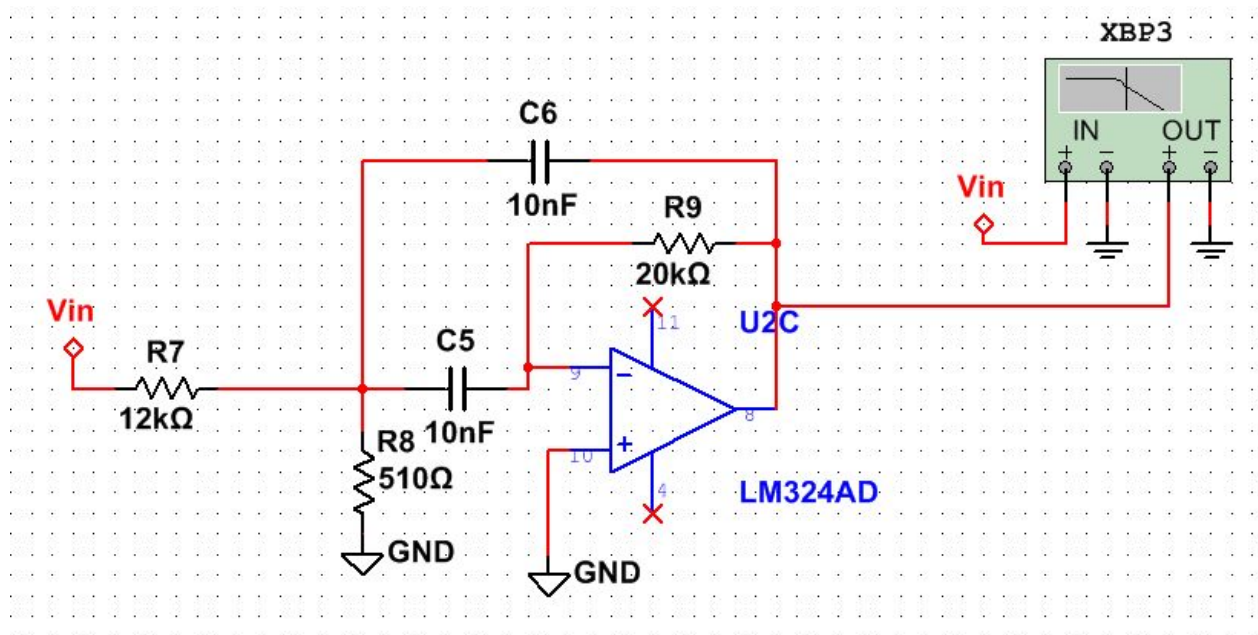 XBP3
IN OUT
+ − + −
C6
10nF
Vin
R9
20kΩ
Vin
11
U2C
R7
12kΩ
C5
10nF
9
−
8
+
10
R8
510Ω
4
LM324AD
GND
GND